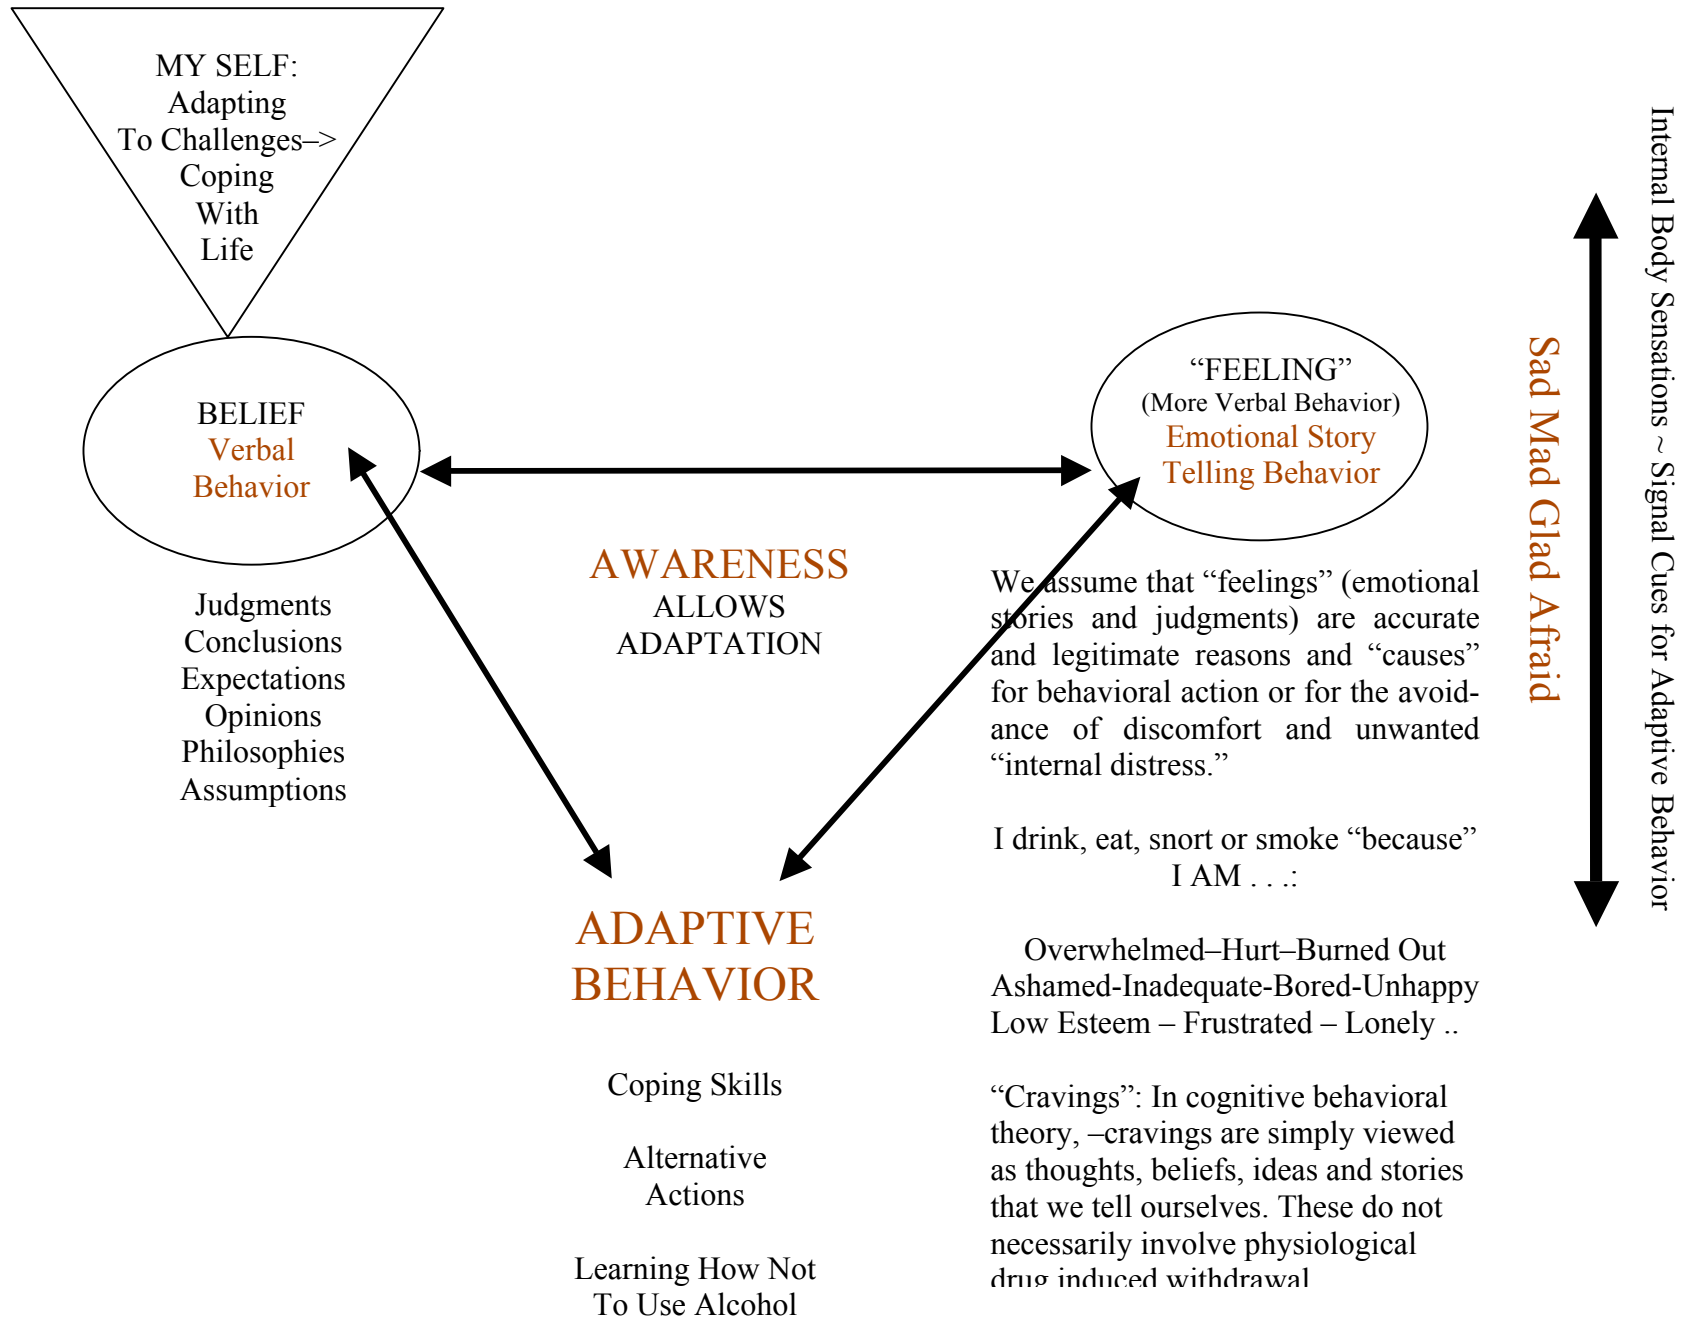 MY SELF:
Adapting
To Challenges–>
Coping
With
Life
BELIEF
Verbal
Behavior
Judgments
Conclusions
Expectations
Opinions
Philosophies
Assumptions
AWARENESS
ALLOWS
ADAPTATION
ADAPTIVE
BEHAVIOR
Coping Skills
Alternative
Actions
Learning How Not
To Use Alcohol
“FEELING”
(More Verbal Behavior)
Emotional Story
Telling Behavior
We assume that “feelings” (emotional
stories and judgments) are accurate
and legitimate reasons and “causes”
for behavioral action or for the avoid-
ance of discomfort and unwanted
“internal distress.”
I drink, eat, snort or smoke “because”
I AM . . .:
Overwhelmed–Hurt–Burned Out
Ashamed-Inadequate-Bored-Unhappy
Low Esteem – Frustrated – Lonely ..
“Cravings”: In cognitive behavioral
theory, –cravings are simply viewed
as thoughts, beliefs, ideas and stories
that we tell ourselves. These do not
necessarily involve physiological
drug induced withdrawal
Sad Mad Glad Afraid
Internal Body Sensations ~ Signal Cues for Adaptive Behavior